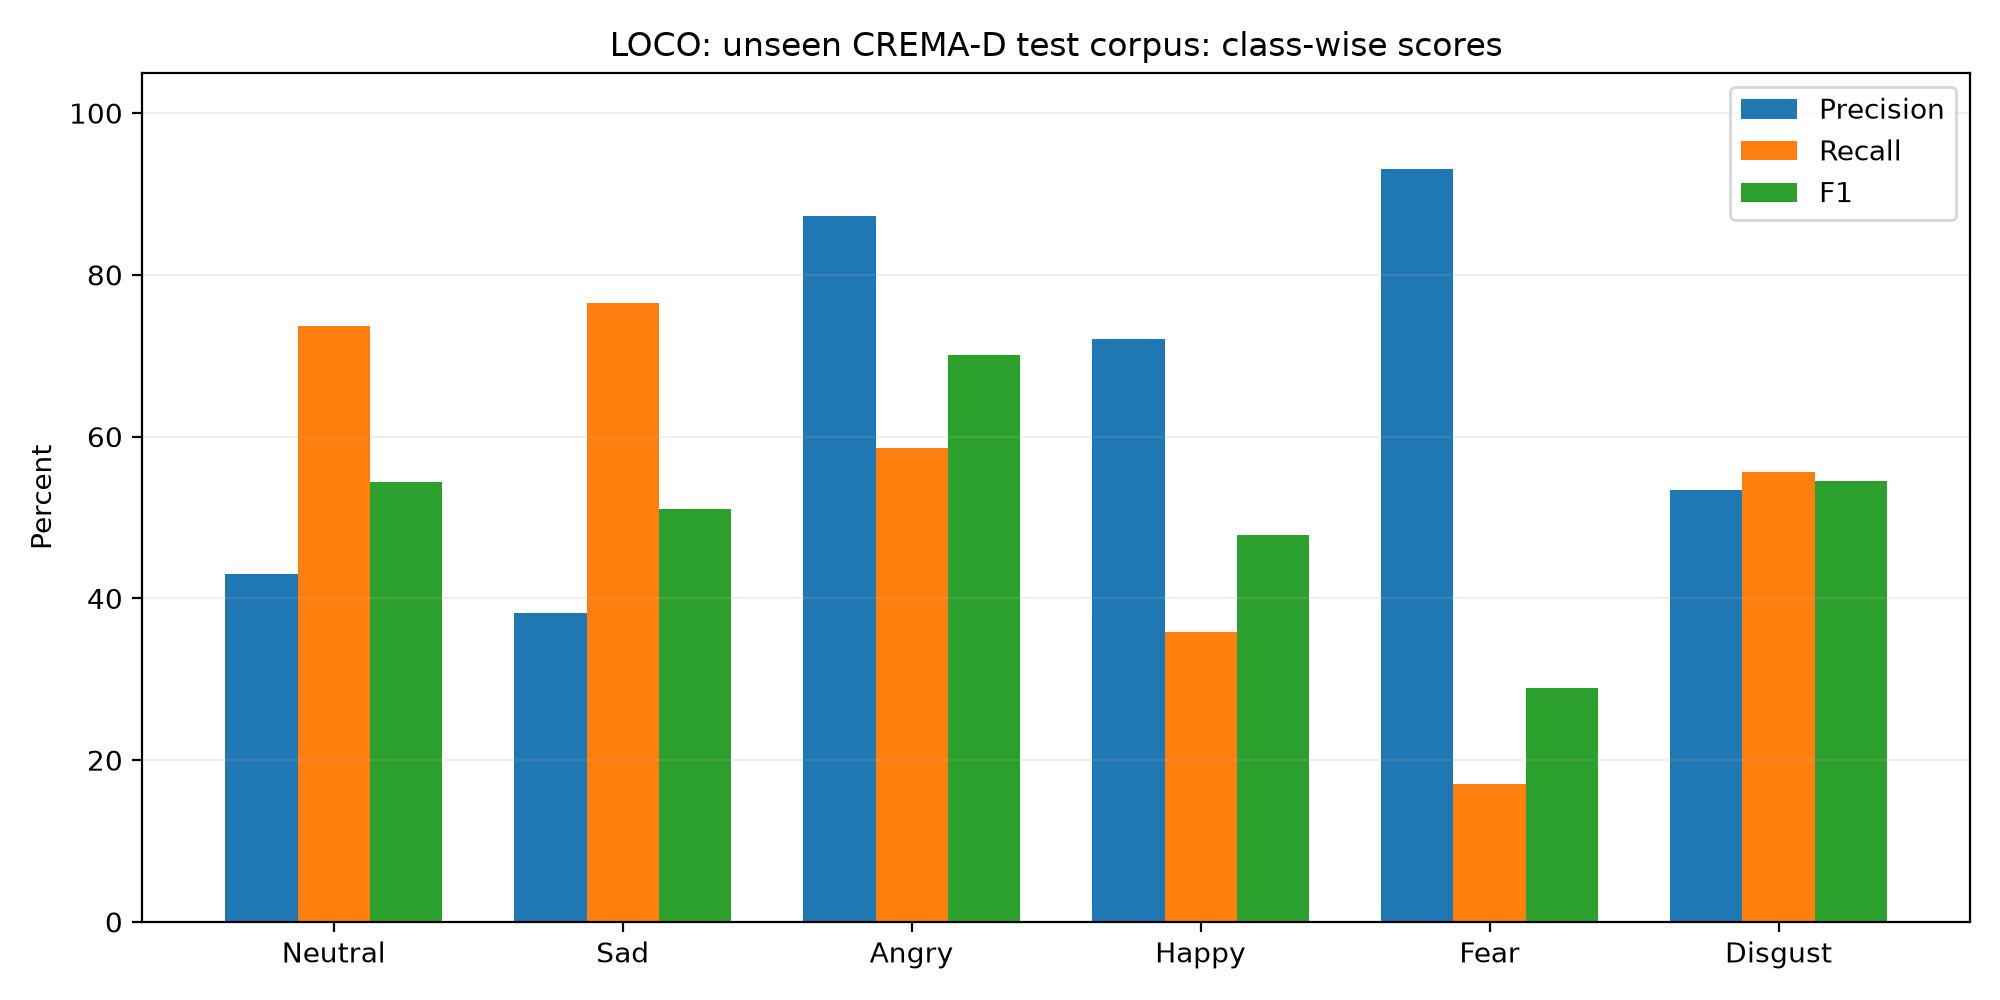 LOCO: unseen CREMA-D test corpus: class-wise scores
Precision
Recall
F1
Percent
100
80
60
40
20
0
Neutral Sad Angry Happy Fear Disgust